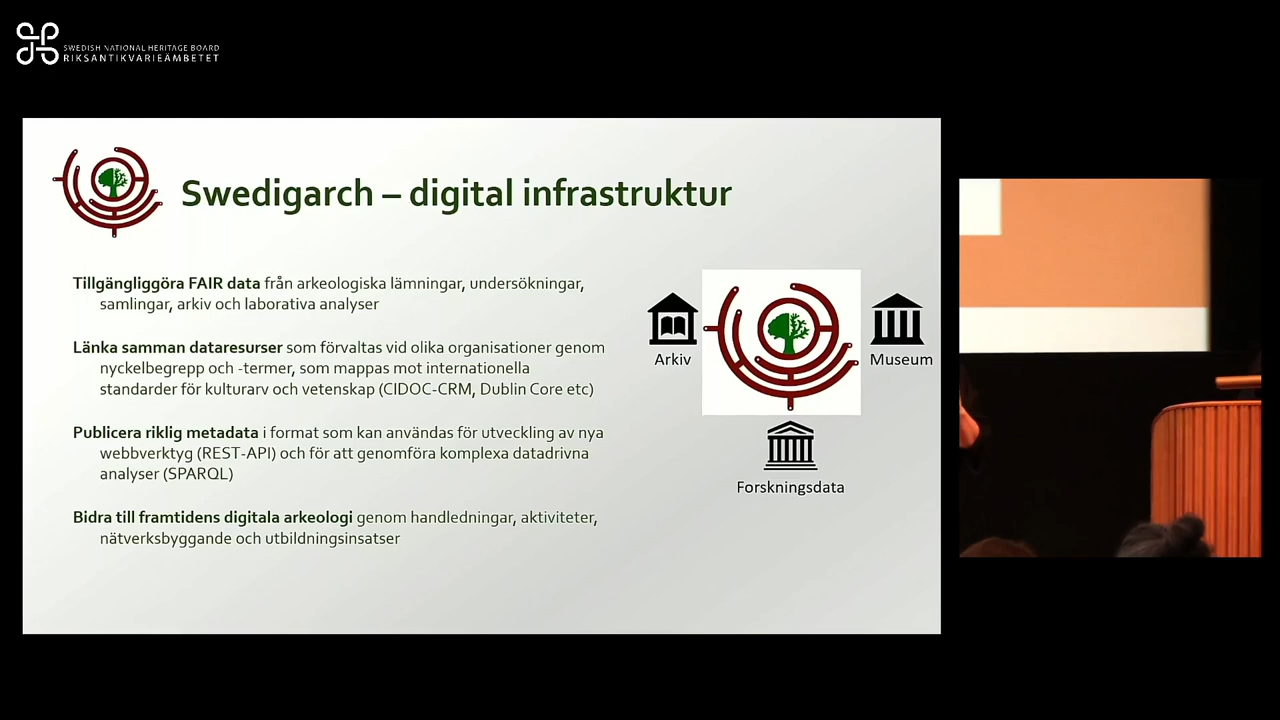 SWEDISH NATIONAL HERITAGE BOARD
RIKSANTIKVARIEÄMBETET
Swedigarch – digital infrastruktur
Tillgängliggöra FAIR data från arkeologiska lämningar, undersökningar,
samlingar, arkiv och laborativa analyser
Länka samman dataresurser som förvaltas vid olika organisationer genom
nyckelbegrepp och -termer, som mappas mot internationella
standarder för kulturarv och vetenskap (CIDOC-CRM, Dublin Core etc)
Publicera riklig metadata i format som kan användas för utveckling av nya
webbverktyg (REST-API) och för att genomföra komplexa datadrivna
analyser (SPARQL)
Bidra till framtidens digitala arkeologi genom handledningar, aktiviteter,
nätverksbyggande och utbildningsinsatser
Arkiv
Museum
Forskningsdata